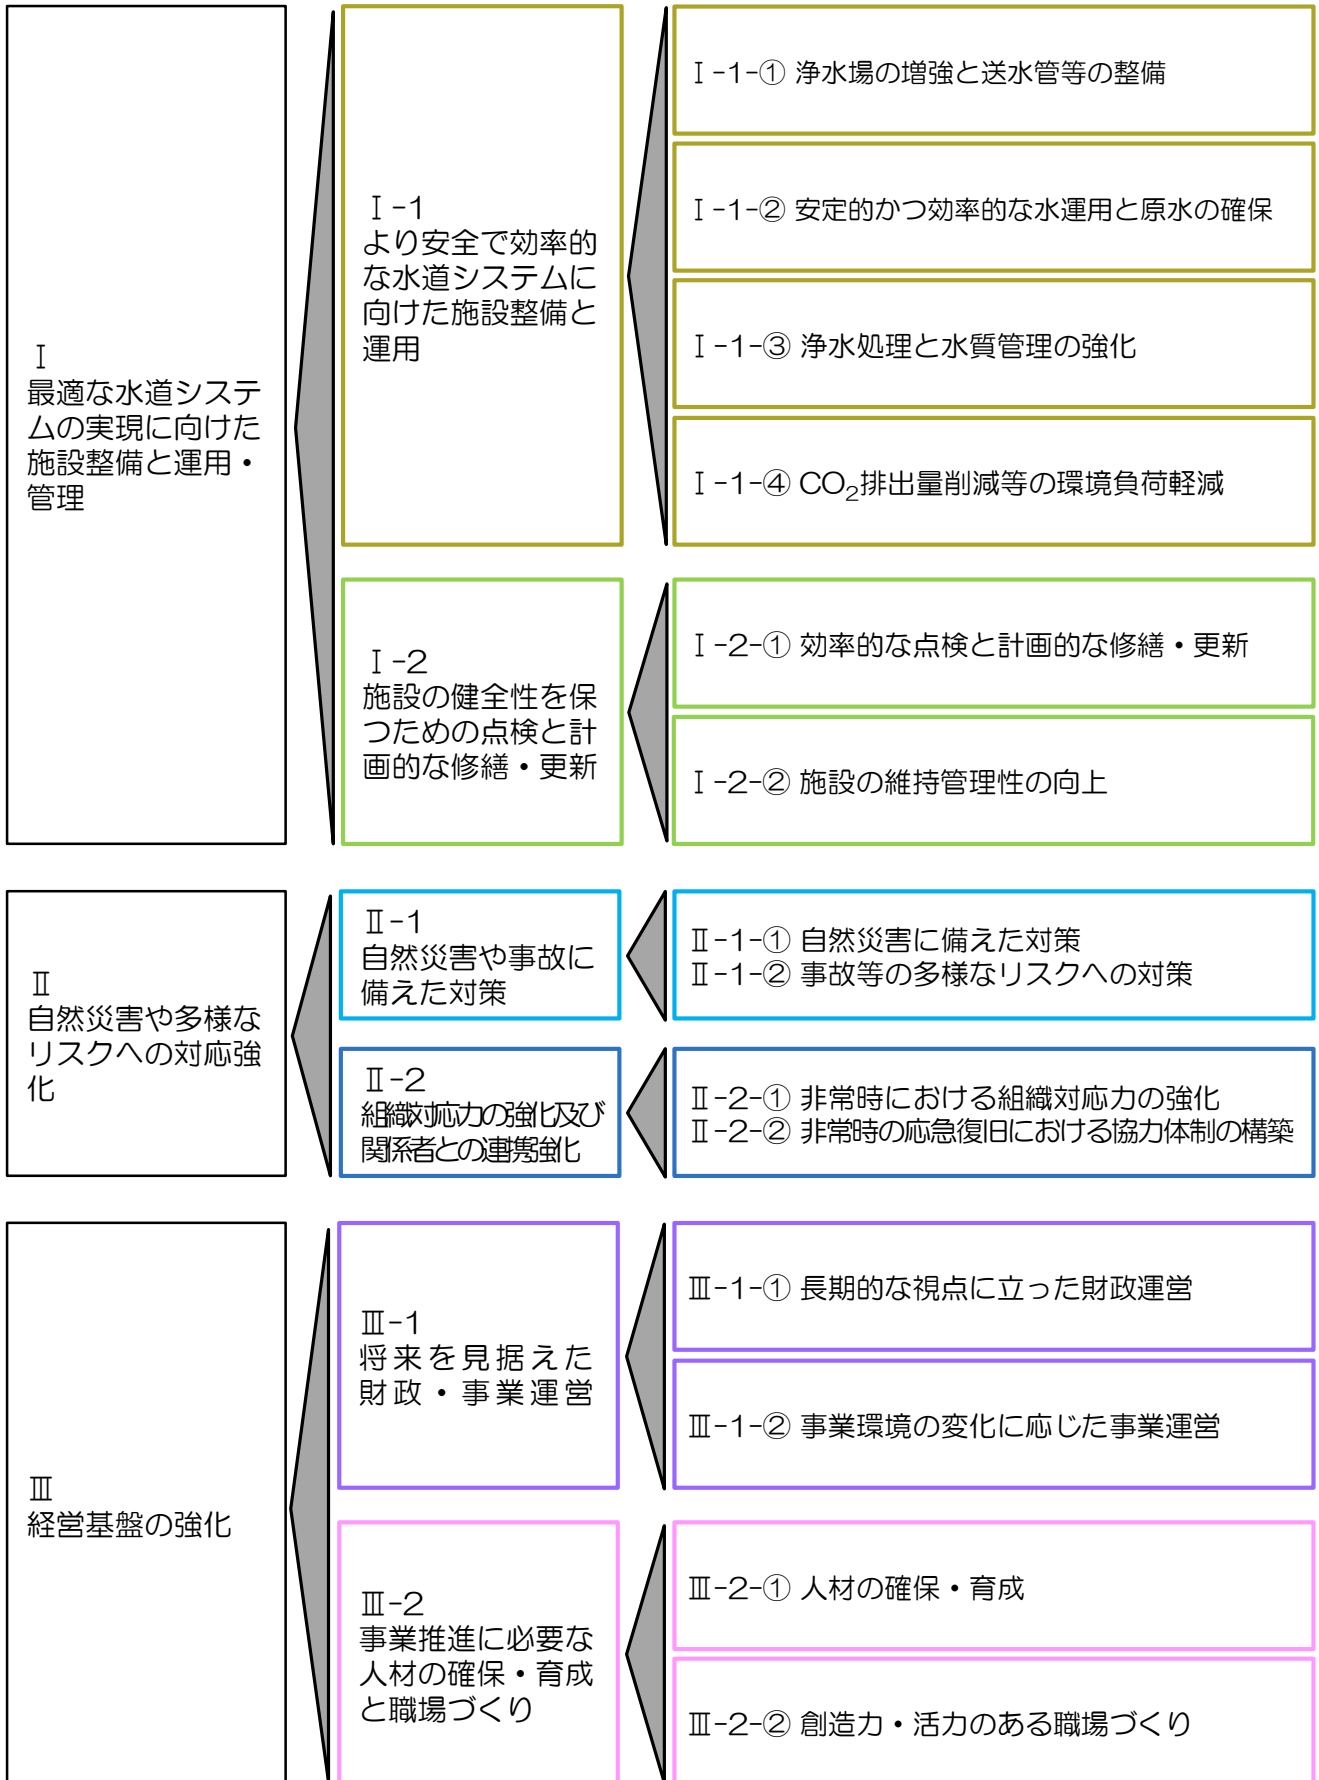 Ⅰ
最適な水道システ
ムの実現に向けた
施設整備と運用・
管理
Ⅰ-1
より安全で効率的
な水道システムに
向けた施設整備と
運用
Ⅰ-1-① 浄水場の増強と送水管等の整備
Ⅰ-1-② 安定的かつ効率的な水運用と原水の確保
Ⅰ-1-③ 浄水処理と水質管理の強化
Ⅰ-1-④ CO₂排出量削減等の環境負荷軽減
Ⅰ-2
施設の健全性を保
つための点検と計
画的な修繕・更新
Ⅰ-2-① 効率的な点検と計画的な修繕・更新
Ⅰ-2-② 施設の維持管理性の向上
Ⅱ
自然災害や多様な
リスクへの対応強
化
Ⅱ-1
自然災害や事故に
備えた対策
Ⅱ-1-① 自然災害に備えた対策
Ⅱ-1-② 事故等の多様なリスクへの対策
Ⅱ-2
組織対応力の強化及び
関係者との連携強化
Ⅱ-2-① 非常時における組織対応力の強化
Ⅱ-2-② 非常時の応急復旧における協力体制の構築
Ⅲ
経営基盤の強化
Ⅲ-1
将来を見据えた
財政・事業運営
Ⅲ-1-① 長期的な視点に立った財政運営
Ⅲ-1-② 事業環境の変化に応じた事業運営
Ⅲ-2
事業推進に必要な
人材の確保・育成
と職場づくり
Ⅲ-2-① 人材の確保・育成
Ⅲ-2-② 創造力・活力のある職場づくり